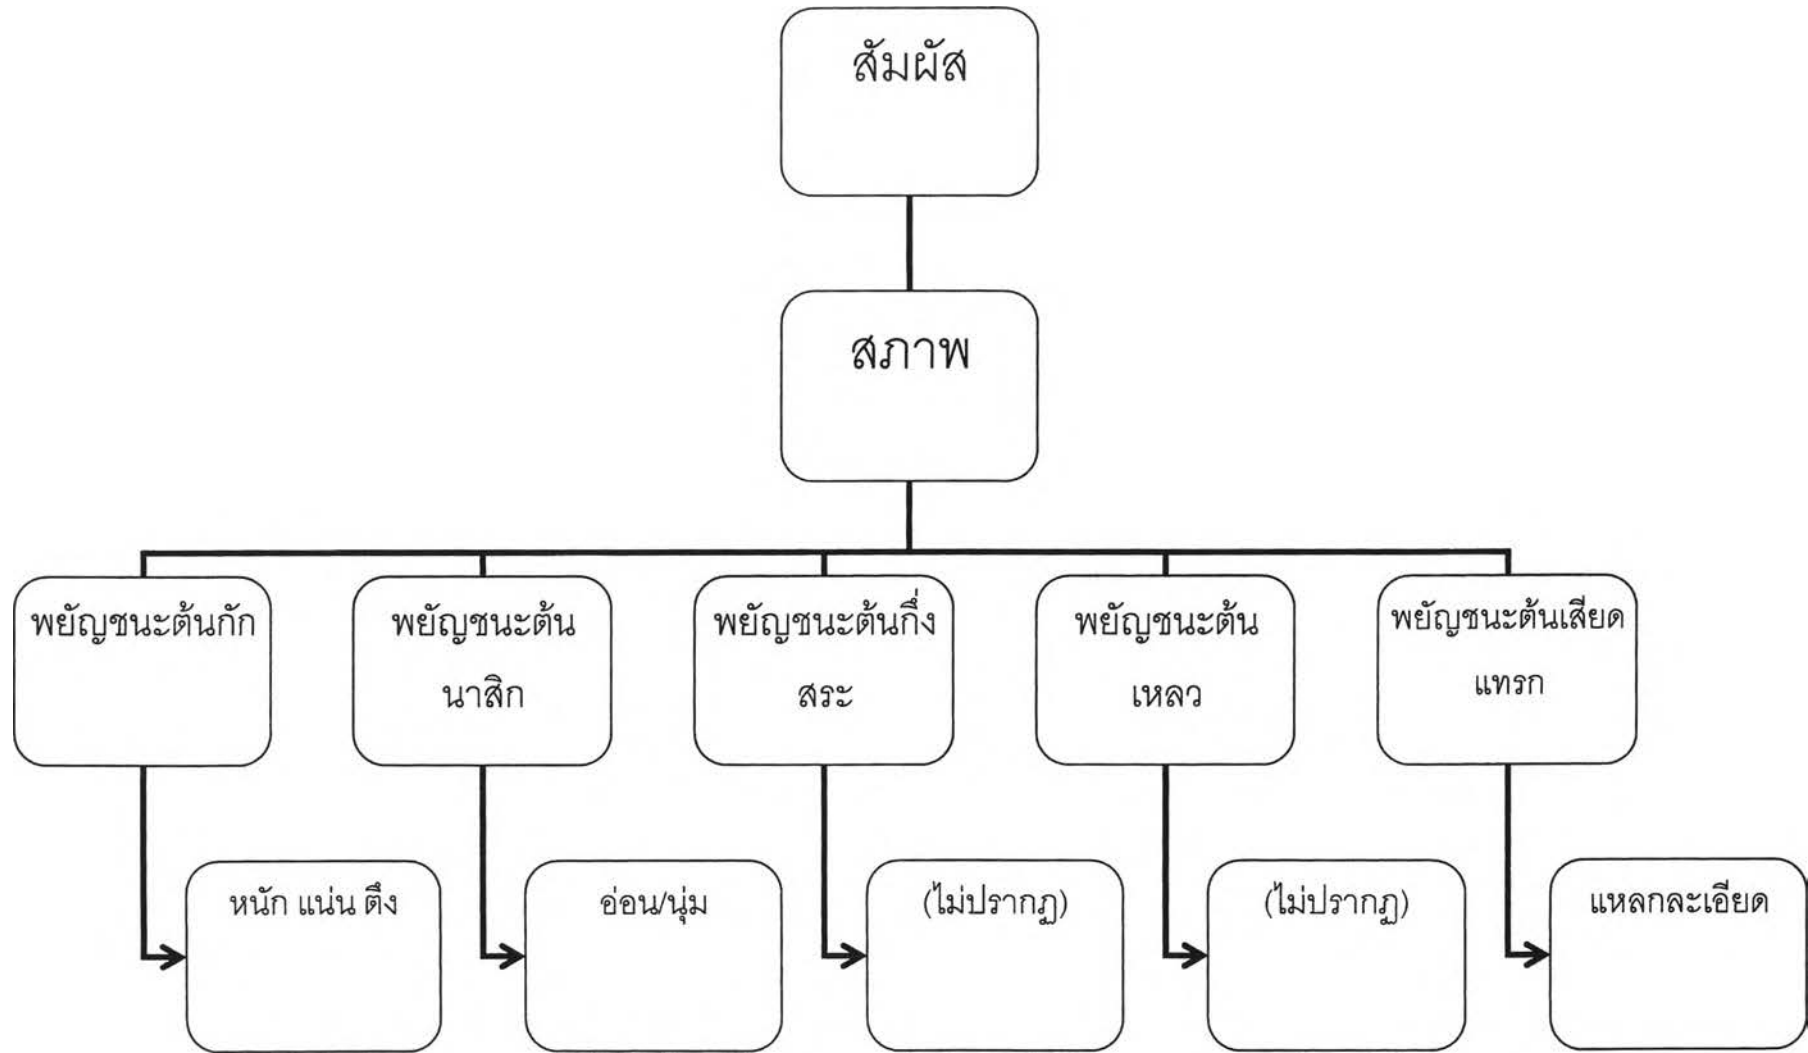 สัมผัส
สภาพ
พยัญชนะต้นกัก
พยัญชนะต้น
นาสิก
พยัญชนะต้นกึ่ง
สระ
พยัญชนะต้น
เหลว
พยัญชนะต้นเสียด
แทรก
หนัก แน่น ตึง
อ่อน/นุ่ม
(ไม่ปรากฏ)
(ไม่ปรากฏ)
แหลกละเอียด